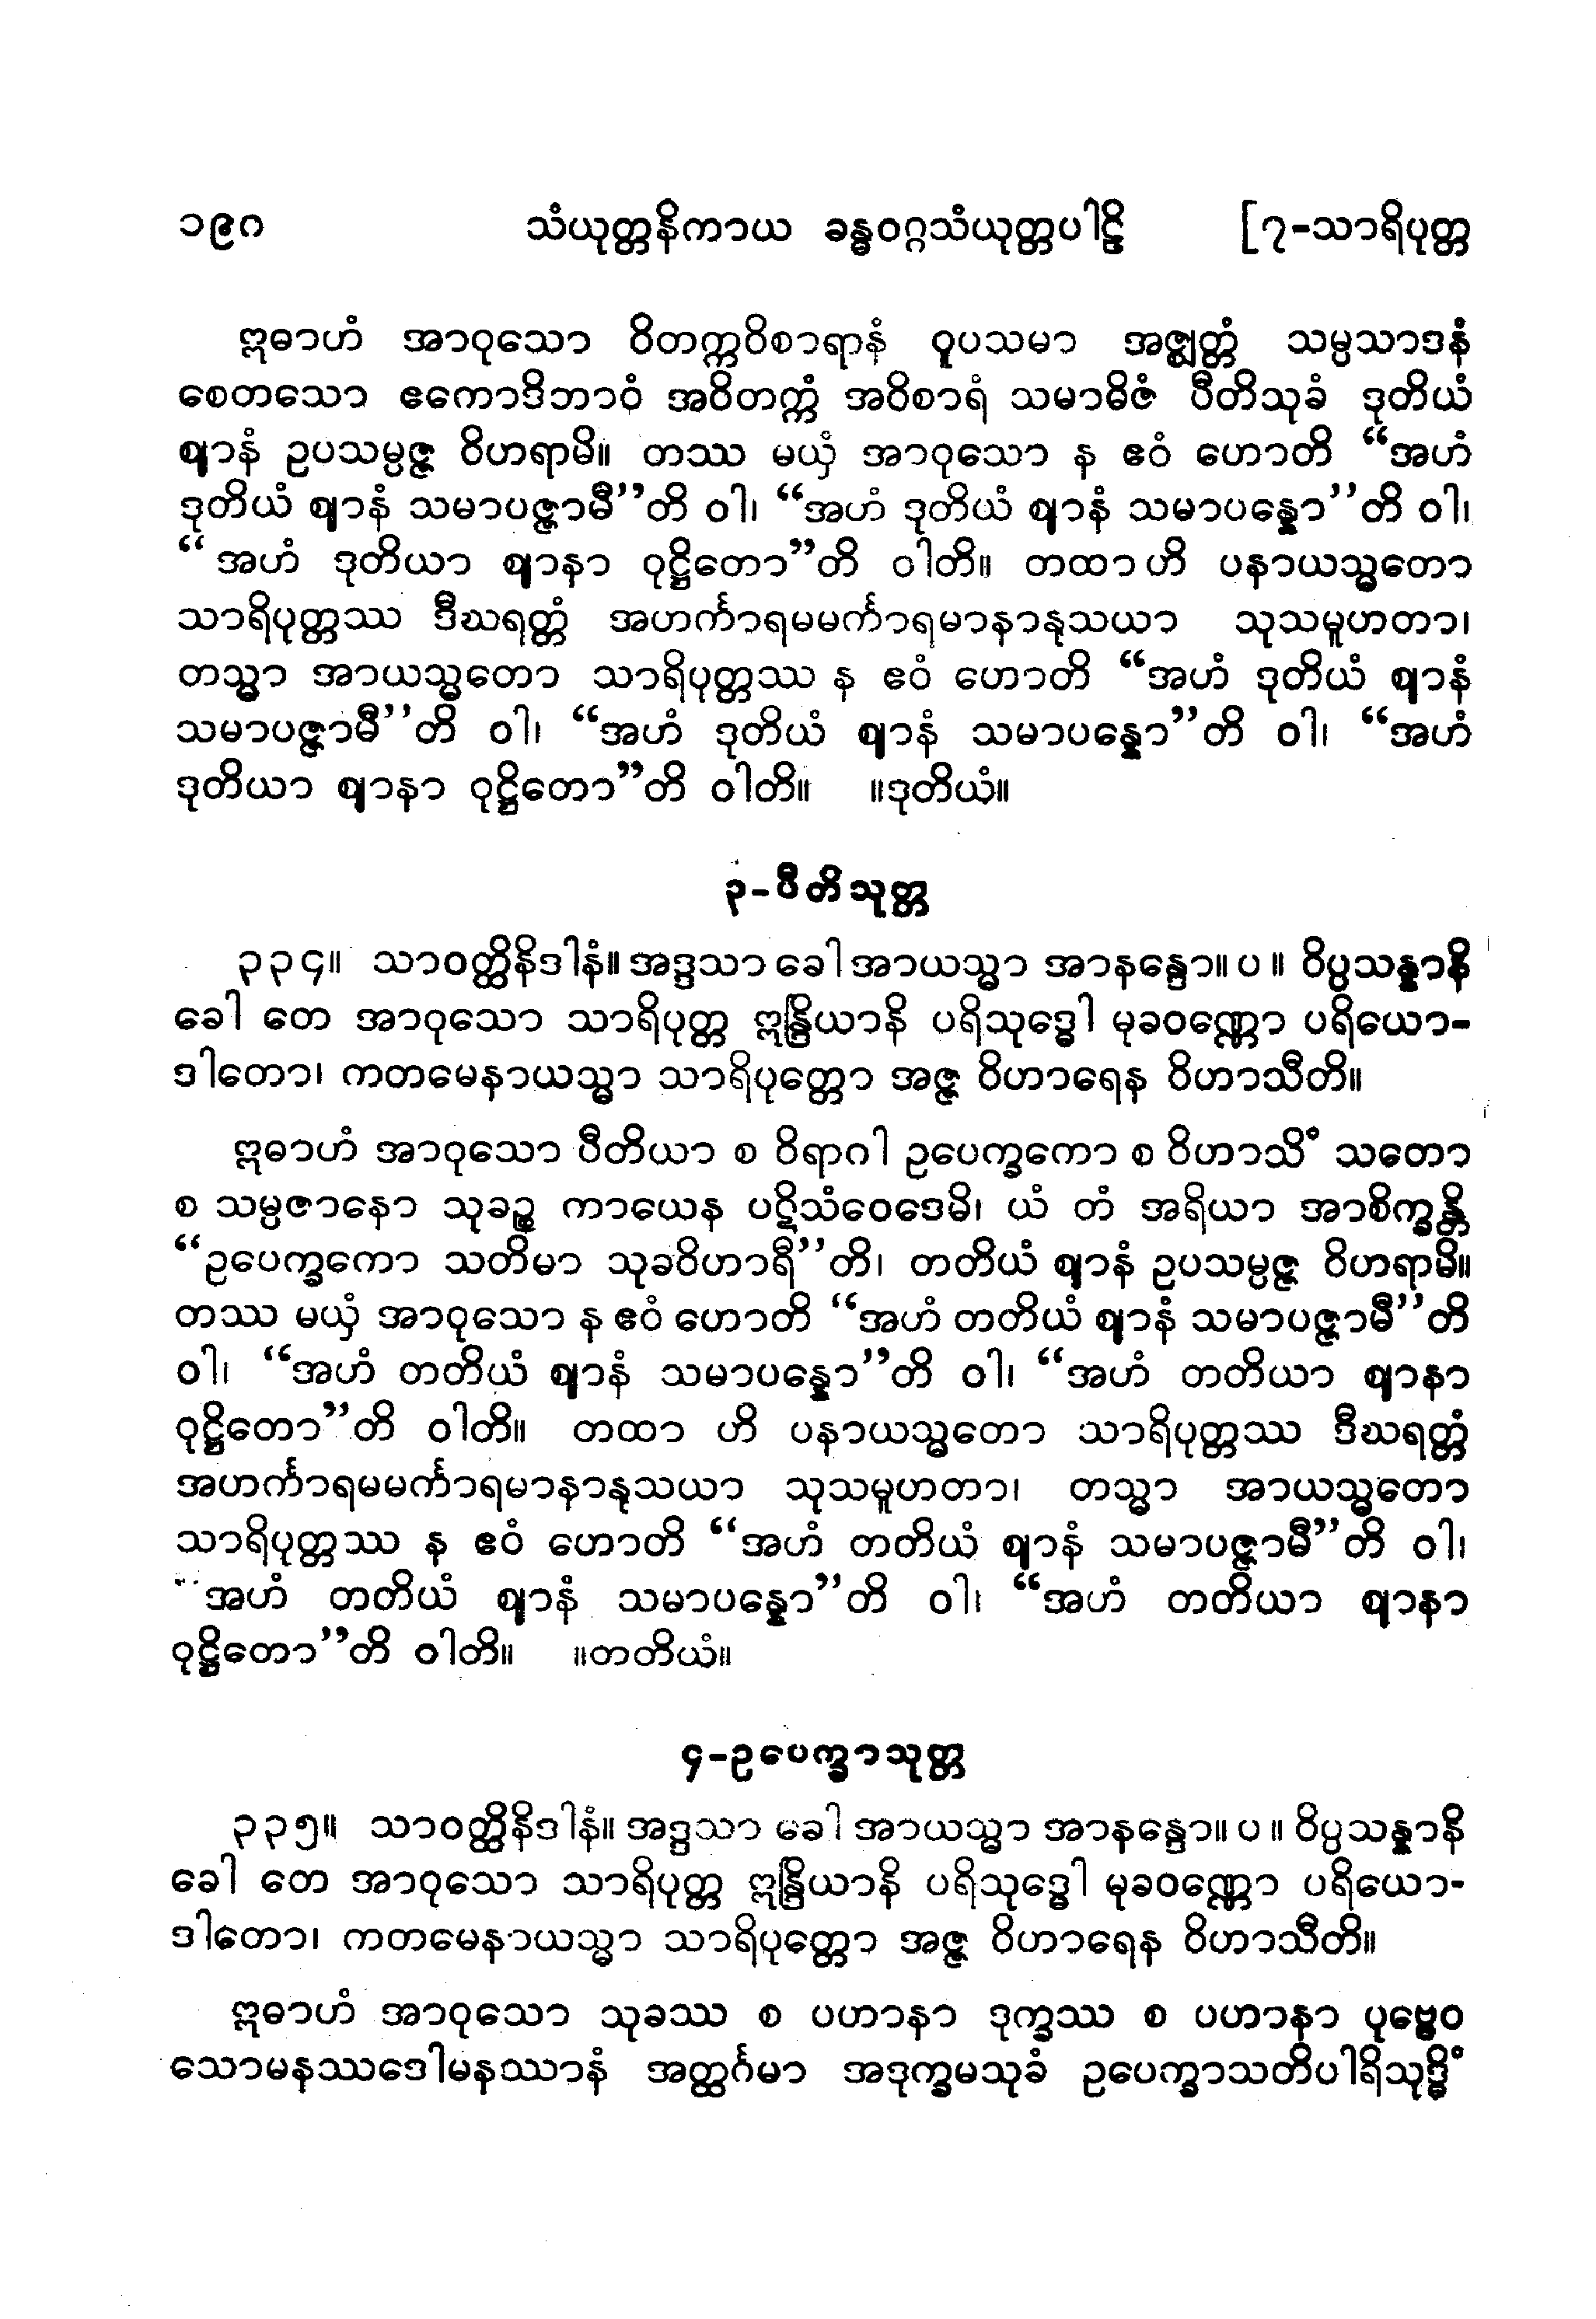 ၁၉ဂ သံယုတ္တနိကာယ ခန္ဓဝဂ္ဂသံယုတ္တပါဠိ [၇-သာရိပုတ္တ
ဣဓာဟံ အာဝုသော ဝိတက္ကဝိစာရာနံ ဝူပသမာ အဇ္ဈတ္တံ သမ္ပသာဒနံ
စေတသော ဧကောဒိဘာဝံ အဝိတက္ကံ အဝိစာရံ သမာဓိဇံ ပီတိသုခံ ဒုတိယံ
ဈာနံ ဥပသမ္ပဇ္ဇ ဝိဟရာမိ။ တဿ မယှံ အာဝုသော န ဧဝံ ဟောတိ “အဟံ
ဒုတိယံ ဈာနံ သမာပဇ္ဇာမီ”တိ ဝါ၊ “အဟံ ဒုတိယံ ဈာနံ သမာပန္နော”တိ ဝါ၊
“အဟံ ဒုတိယာ ဈာနာ ဝုဋ္ဌိတော”တိ ဝါတိ။ တထာ ဟိ ပနာယသ္မတော
သာရိပုတ္တဿ ဒီဃရတ္တံ အဟင်္ကာရမမင်္ကာရမာနာနုသယာ သုသမူဟတာ၊
တသ္မာ အာယသ္မတော သာရိပုတ္တဿ န ဧဝံ ဟောတိ “အဟံ ဒုတိယံ ဈာနံ
သမာပဇ္ဇာမီ”တိ ဝါ၊ “အဟံ ဒုတိယံ ဈာနံ သမာပန္နော”တိ ဝါ၊ “အဟံ
ဒုတိယာ ဈာနာ ဝုဋ္ဌိတော”တိ ဝါတိ။ ။ဒုတိယံ။
၃-ပီတိသုတ္တ
၃၃၄။ သာဝတ္ထိနိဒါနံ။ အဒ္ဒသာ ခေါ အာယသ္မာ အာနန္ဒော။ ပ ။ ဝိပ္ပသန္နာနိ
ခေါ တေ အာဝုသော သာရိပုတ္တ ဣန္ဒြိယာနိ ပရိသုဒ္ဓေါ မုခဝဏ္ဏော ပရိယော-
ဒါတော၊ ကတမေနာယသ္မာ သာရိပုတ္တော အဇ္ဇ ဝိဟာရေန ဝိဟာသီတိ။
ဣဓာဟံ အာဝုသော ပီတိယာ စ ဝိရာဂါ ဥပေက္ခကော စ ဝိဟာသိံ သတော
စ သမ္ပဇာနော သုခဉ္စ ကာယေန ပဋိသံဝေဒေမိ၊ ယံ တံ အရိယာ အာစိက္ခန္တိ
“ဥပေက္ခကော သတိမာ သုခဝိဟာရီ”တိ၊ တတိယံ ဈာနံ ဥပသမ္ပဇ္ဇ ဝိဟရာမိ။
တဿ မယှံ အာဝုသော န ဧဝံ ဟောတိ “အဟံ တတိယံ ဈာနံ သမာပဇ္ဇာမီ”တိ
ဝါ၊ “အဟံ တတိယံ ဈာနံ သမာပန္နော”တိ ဝါ၊ “အဟံ တတိယာ ဈာနာ
ဝုဋ္ဌိတော”တိ ဝါတိ။ တထာ ဟိ ပနာယသ္မတော သာရိပုတ္တဿ ဒီဃရတ္တံ
အဟင်္ကာရမမင်္ကာရမာနာနုသယာ သုသမူဟတာ၊ တသ္မာ အာယသ္မတော
သာရိပုတ္တဿ န ဧဝံ ဟောတိ “အဟံ တတိယံ ဈာနံ သမာပဇ္ဇာမီ”တိ ဝါ၊
“အဟံ တတိယံ ဈာနံ သမာပန္နော”တိ ဝါ၊ “အဟံ တတိယာ ဈာနာ
ဝုဋ္ဌိတော”တိ ဝါတိ။ ။တတိယံ။
၄-ဥပေက္ခာသုတ္တ
၃၃၅။ သာဝတ္ထိနိဒါနံ။ အဒ္ဒသာ ခေါ အာယသ္မာ အာနန္ဒော။ ပ ။ ဝိပ္ပသန္နာနိ
ခေါ တေ အာဝုသော သာရိပုတ္တ ဣန္ဒြိယာနိ ပရိသုဒ္ဓေါ မုခဝဏ္ဏော ပရိယော-
ဒါတော၊ ကတမေနာယသ္မာ သာရိပုတ္တော အဇ္ဇ ဝိဟာရေန ဝိဟာသီတိ။
ဣဓာဟံ အာဝုသော သုခဿ စ ပဟာနာ ဒုက္ခဿ စ ပဟာနာ ပုဗ္ဗေဝ
သောမနဿဒေါမနဿာနံ အတ္ထင်္ဂမာ အဒုက္ခမသုခံ ဥပေက္ခာသတိပါရိသုဒ္ဓိံ